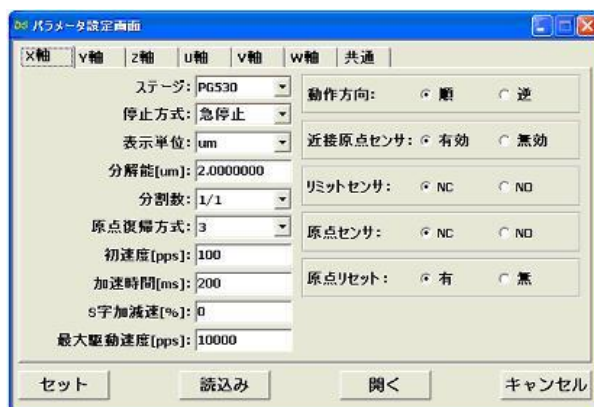 パラメータ設定画面
X軸 Y軸 Z軸 U軸 V軸 W軸 共通
ステージ: PG530
停止方式: 急停止
表示単位: um
分解能[um]: 2.0000000
分割数: 1/1
原点復帰方式: 3
初速度[pps]: 100
加速時間[ms]: 200
S字加減速[%]: 0
最大駆動速度[pps]: 10000
動作方向: 順 逆
近接原点センサ: 有効 無効
リミットセンサ: NC NO
原点センサ: NC NO
原点リセット: 有 無
セット 読込み 開く キャンセル